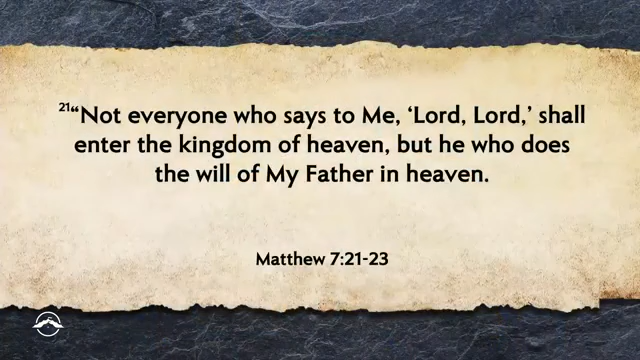 ²¹“Not everyone who says to Me, ‘Lord, Lord,’ shall
enter the kingdom of heaven, but he who does
the will of My Father in heaven.
Matthew 7:21-23